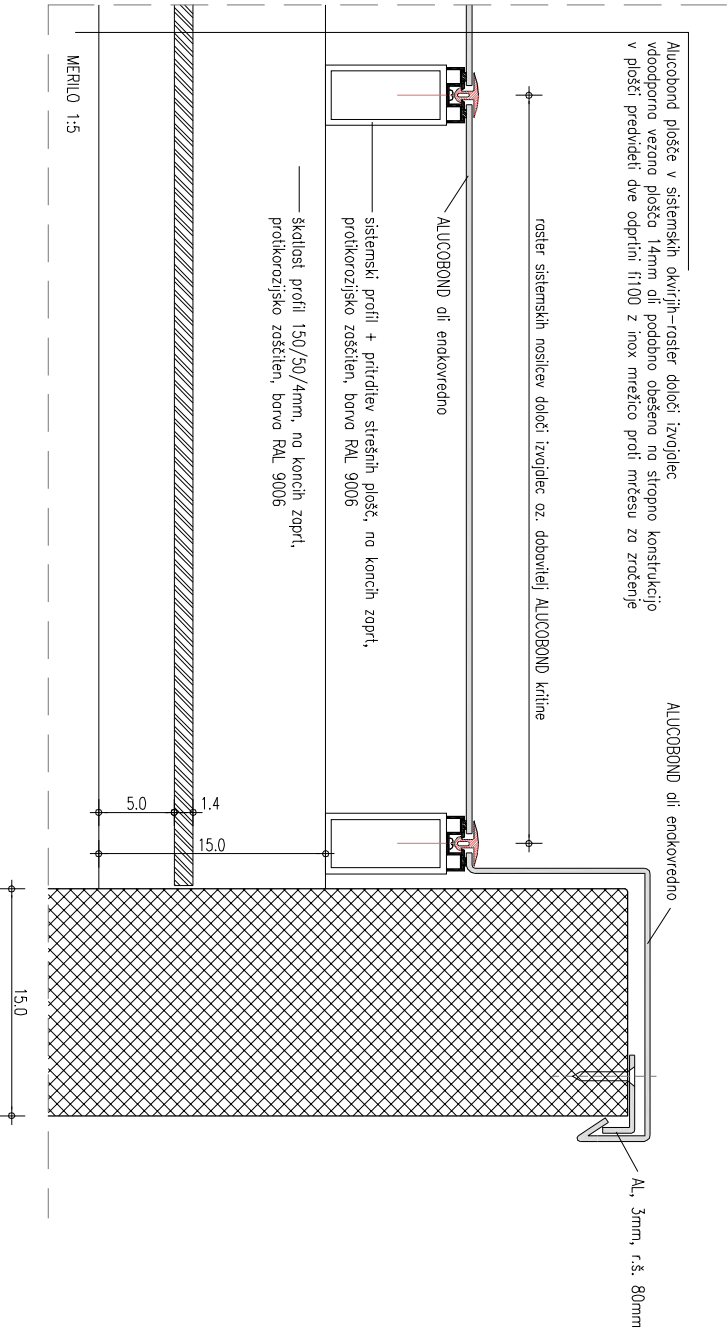 Alucobond plošče v sistemskih okvirjih-raster določi izvajalec
vdoodporna vezana plošča 14mm ali podobno obešena na stropno konstrukcijo
v plošči predvideti dve odprtini fi100 z inox mrežico proti mrčesu za zračenje
ALUCOBOND ali enakovredno
AL, 3mm, r.š. 80mm
raster sistemskih nosilcev določi izvajalec oz. dobavitelj ALUCOBOND kritine
ALUCOBOND ali enakovredno
sistemski profil + pritrditev strešnih plošč, na koncih zaprt,
protikorozijsko zaščiten, barva RAL 9006
škatlast profil 150/50/4mm, na koncih zaprt,
protikorozijsko zaščiten, barva RAL 9006
5.0
1.4
15.0
15.0
MERILO 1:5